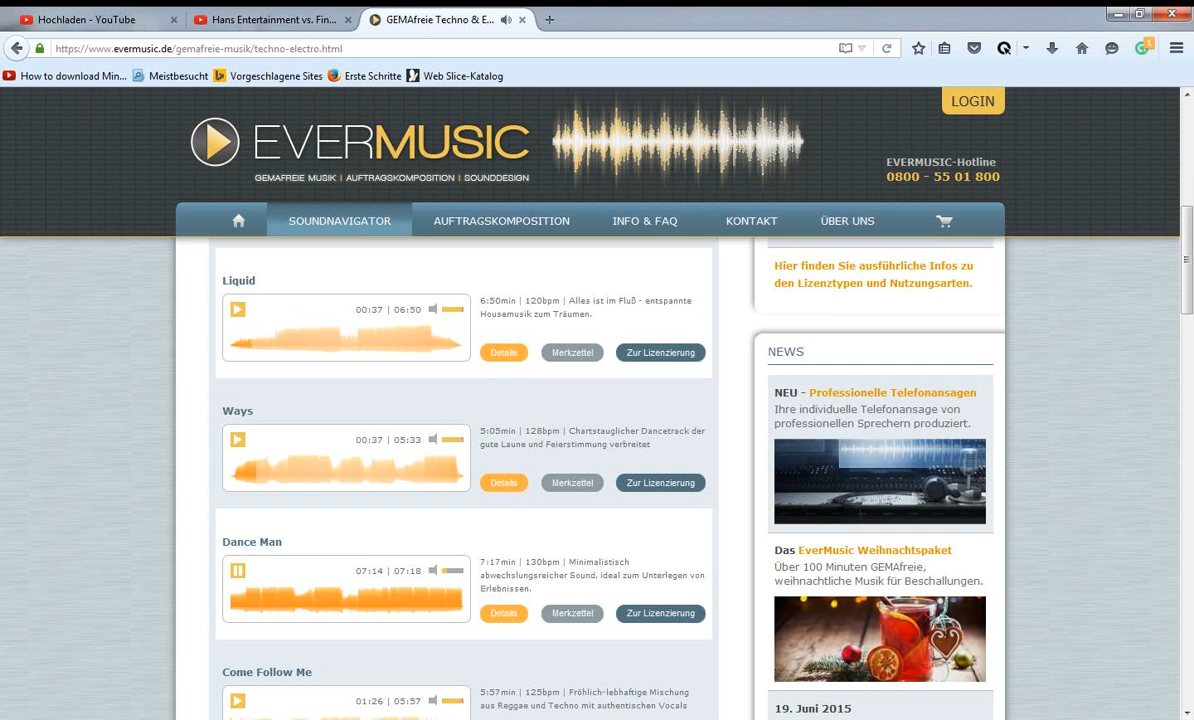 Hochladen - YouTube
Hans Entertainment vs. Fin...
GEMAfreie Techno & E...
https://www.evermusic.de/gemafreie-musik/techno-electro.html
1
How to download Min...
Meistbesucht
Vorgeschlagene Sites
Erste Schritte
Web Slice-Katalog
LOGIN
EVERMUSIC
GEMAFREIE MUSIK | AUFTRAGSKOMPOSITION | SOUNDDESIGN
EVERMUSIC-Hotline
0800 - 55 01 800
SOUNDNAVIGATOR
AUFTRAGSKOMPOSITION
INFO & FAQ
KONTAKT
ÜBER UNS
Liquid
00:37 | 06:50
6:50min | 120bpm | Alles ist im Fluß - entspannte
Housemusik zum Träumen.
Details
Merkzettel
Zur Lizenzierung
Ways
00:37 | 05:33
5:05min | 128bpm | Chartstauglicher Dancetrack der
gute Laune und Feierstimmung verbreitet
Details
Merkzettel
Zur Lizenzierung
Dance Man
07:14 | 07:18
7:17min | 130bpm | Minimalistisch
abwechslungsreicher Sound, ideal zum Unterlegen von
Erlebnissen.
Details
Merkzettel
Zur Lizenzierung
Come Follow Me
01:26 | 05:57
5:57min | 125bpm | Fröhlich-lebhaftige Mischung
aus Reggae und Techno mit authentischen Vocals
Hier finden Sie ausführliche Infos zu
den Lizenztypen und Nutzungsarten.
NEWS
NEU - Professionelle Telefonansagen
Ihre individuelle Telefonansage von
professionellen Sprechern produziert.
Das EverMusic Weihnachtspaket
Über 100 Minuten GEMAfreie,
weihnachtliche Musik für Beschallungen.
19. Juni 2015